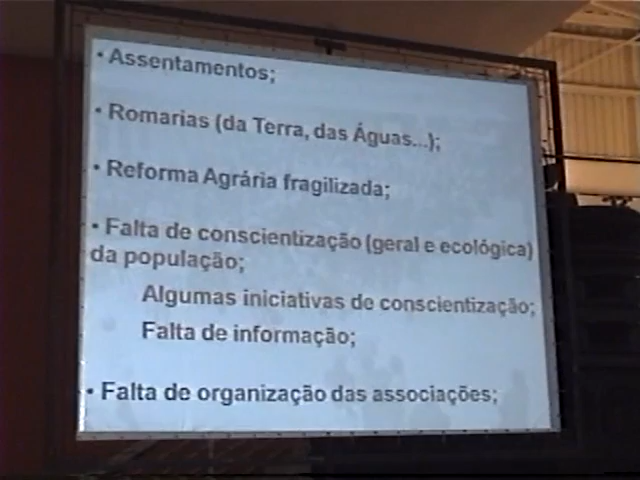 • Assentamentos;
• Romarias (da Terra, das Águas...);
• Reforma Agrária fragilizada;
• Falta de conscientização (geral e ecológica)
da população;
Algumas iniciativas de conscientização;
Falta de informação;
• Falta de organização das associações;